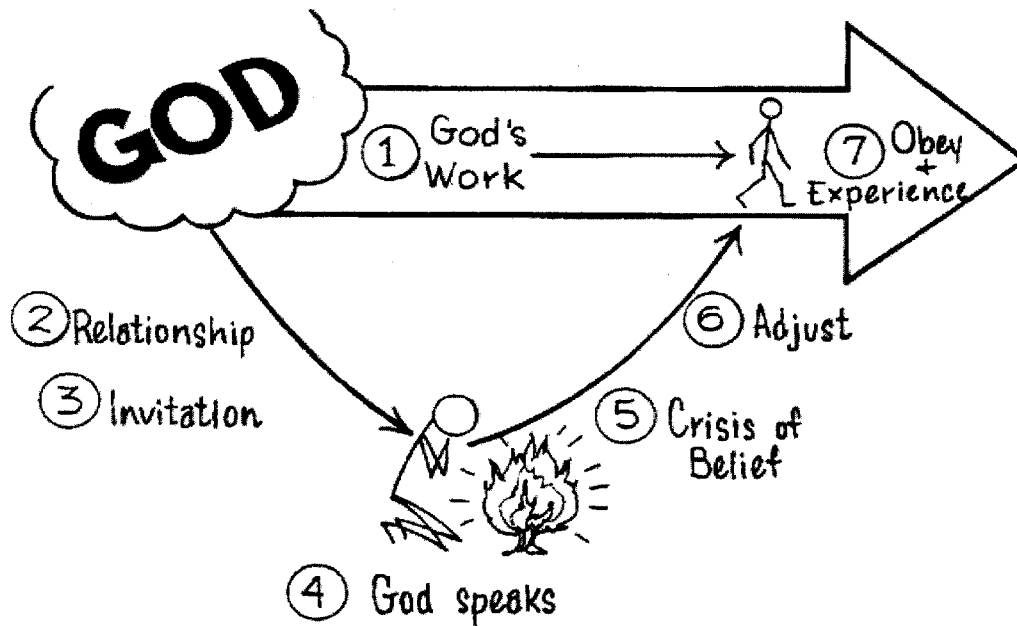 GOD
1 God's
Work
7 Obey
+
Experience
2 Relationship
3 Invitation
6 Adjust
5 Crisis of
Belief
4 God speaks